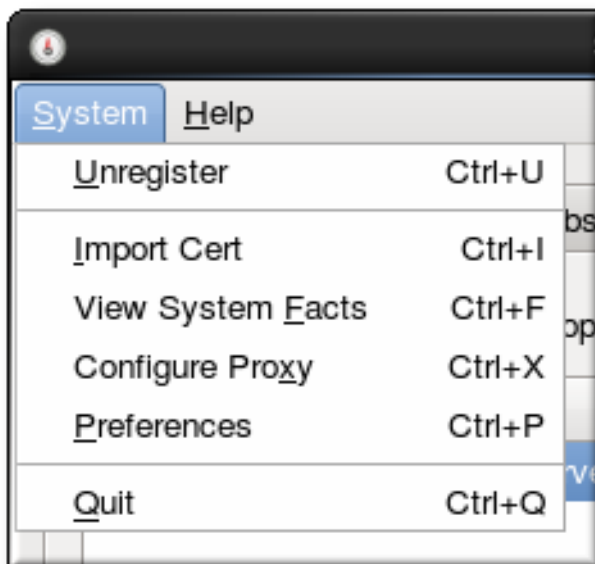 System Help
Unregister Ctrl+U
Import Cert Ctrl+I
View System Facts Ctrl+F
Configure Proxy Ctrl+X
Preferences Ctrl+P
Quit Ctrl+Q